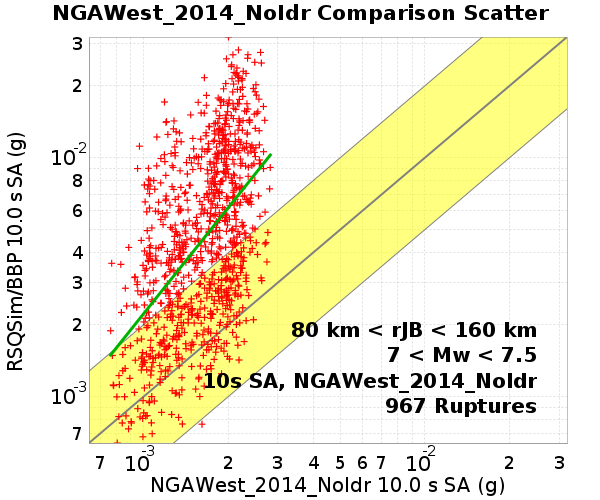 NGAWest_2014_NoIdr Comparison Scatter
RSQSim/BBP 10.0 s SA (g)
3
2
10-2
8
6
4
3
2
10-3
7
80 km < rJB < 160 km
7 < Mw < 7.5
10s SA, NGAWest_2014_NoIdr
967 Ruptures
7 10-3 2 3 4 5 6 7 10-2 2 3
NGAWest_2014_NoIdr 10.0 s SA (g)